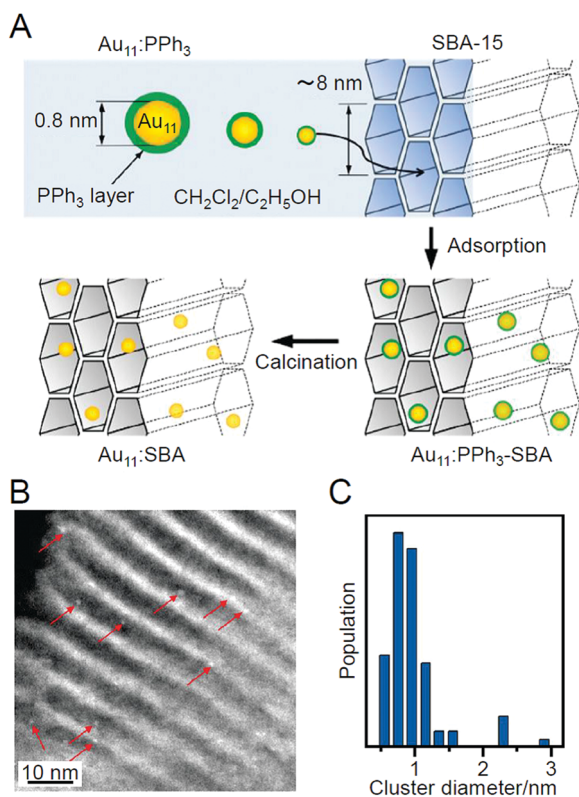 A
Au₁₁:PPh₃
SBA-15
~8 nm
0.8 nm
Au₁₁
PPh₃ layer
CH₂Cl₂/C₂H₅OH
Adsorption
Calcination
Au₁₁:SBA
Au₁₁:PPh₃-SBA
B
10 nm
C
Population
1 2 3
Cluster diameter/nm